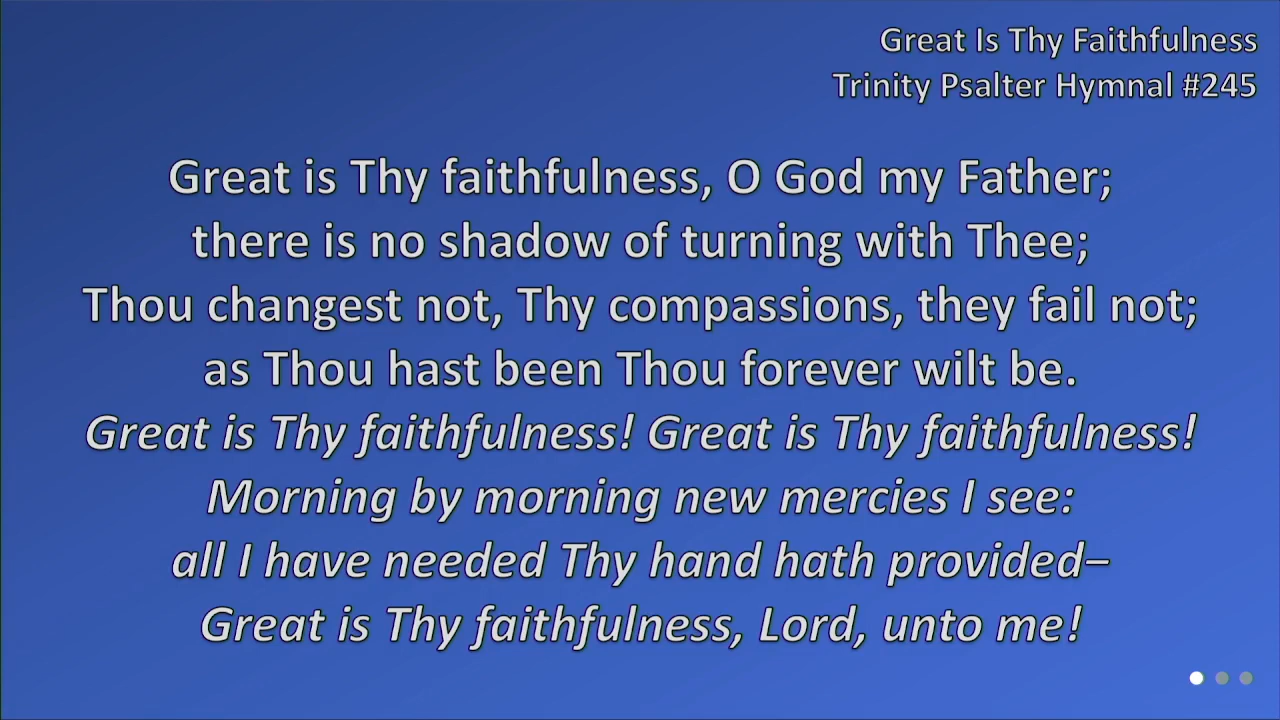 Great Is Thy Faithfulness
Trinity Psalter Hymnal #245
Great is Thy faithfulness, O God my Father;
there is no shadow of turning with Thee;
Thou changest not, Thy compassions, they fail not;
as Thou hast been Thou forever wilt be.
Great is Thy faithfulness! Great is Thy faithfulness!
Morning by morning new mercies I see:
all I have needed Thy hand hath provided–
Great is Thy faithfulness, Lord, unto me!